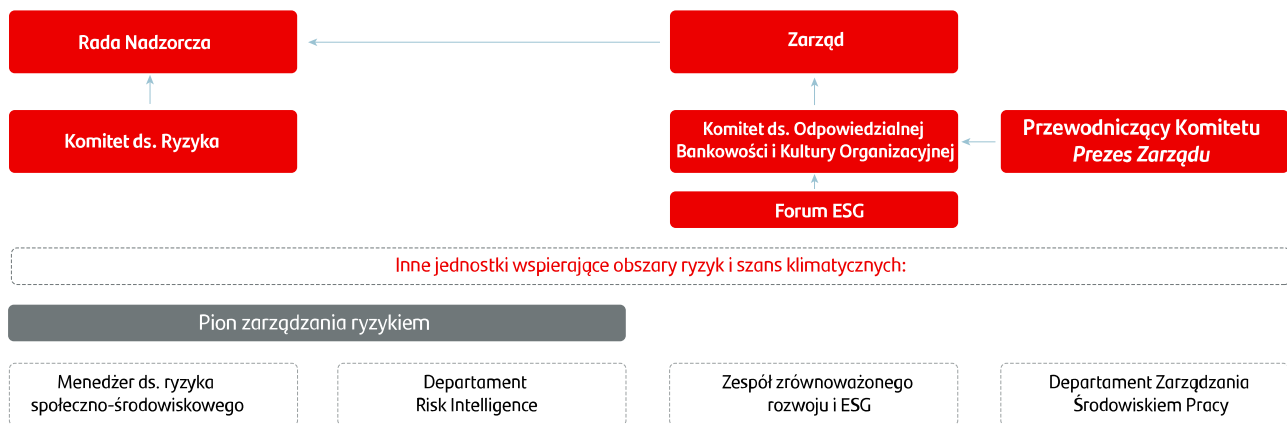 Rada Nadzorcza
Zarząd
Komitet ds. Ryzyka
Komitet ds. Odpowiedzialnej
Bankowości i Kultury Organizacyjnej
Przewodniczący Komitetu
Prezes Zarządu
Forum ESG
Inne jednostki wspierające obszary ryzyk i szans klimatycznych:
Pion zarządzania ryzykiem
Menedżer ds. ryzyka
społeczno-środowiskowego
Departament
Risk Intelligence
Zespół zrównoważonego
rozwoju i ESG
Departament Zarządzania
Środowiskiem Pracy